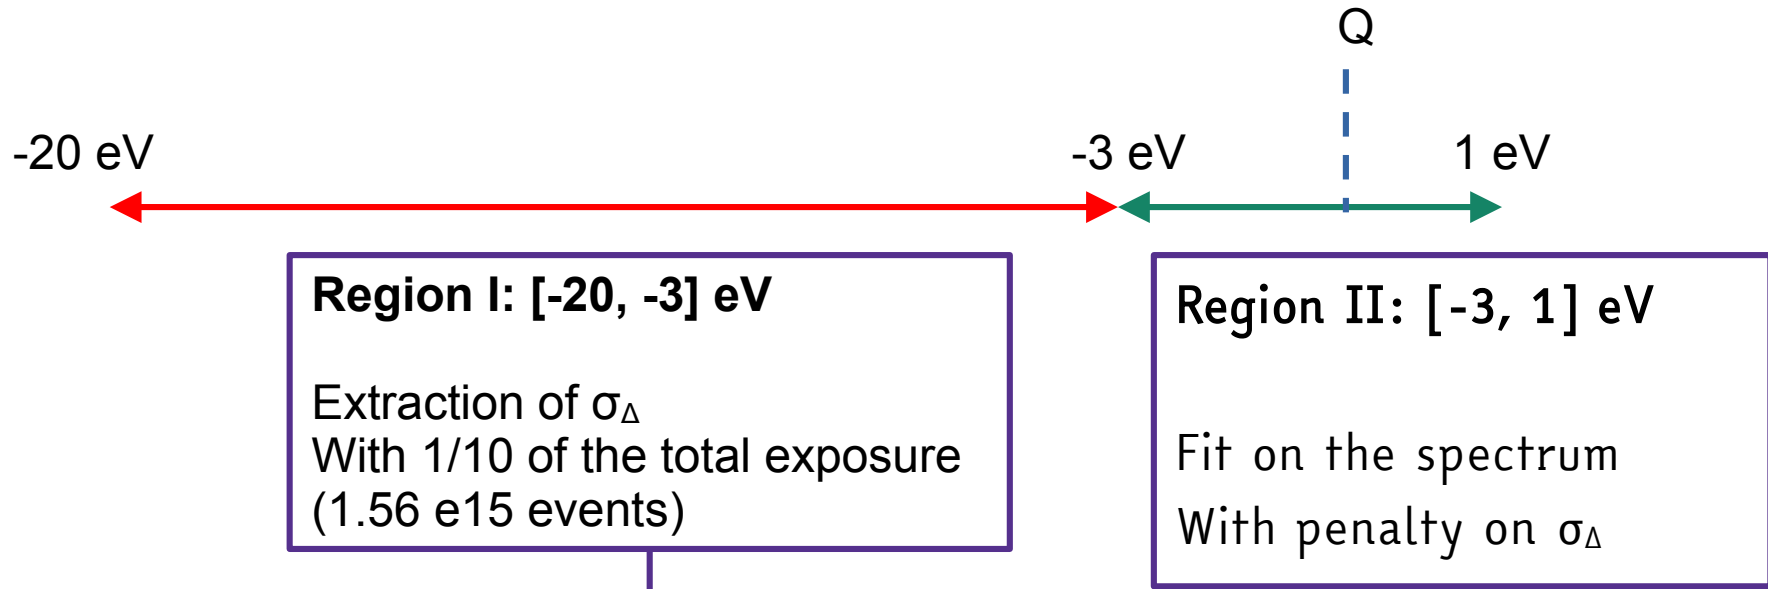 Q
-20 eV
-3 eV
1 eV
Region I: [-20, -3] eV
Extraction of σΔ
With 1/10 of the total exposure
(1.56 e15 events)
Region II: [-3, 1] eV
Fit on the spectrum
With penalty on σΔ